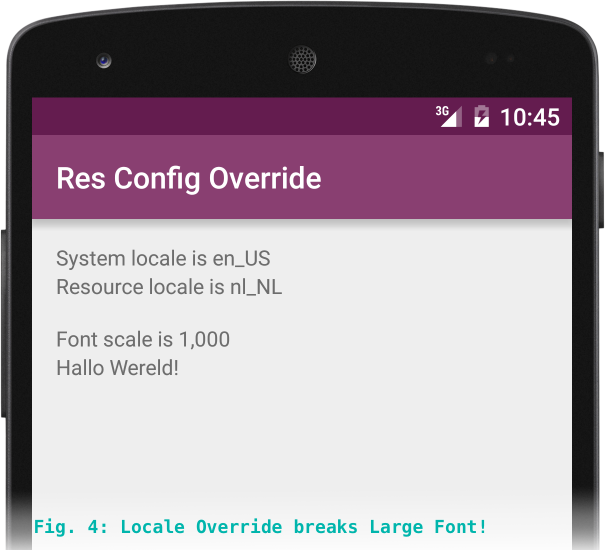 3G 10:45
Res Config Override
System locale is en_US
Resource locale is nl_NL
Font scale is 1,000
Hallo Wereld!
Fig. 4: Locale Override breaks Large Font!